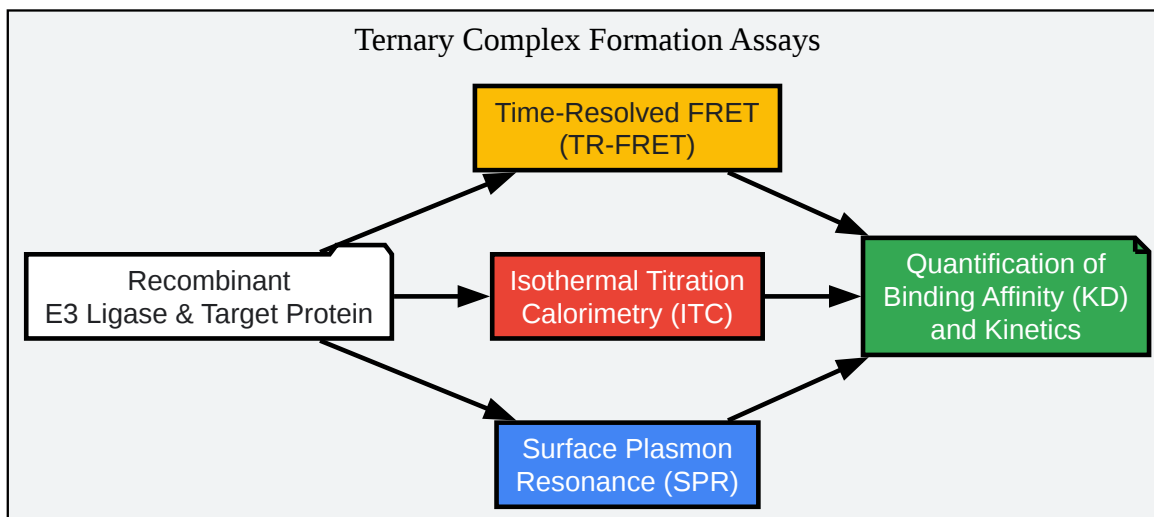 Ternary Complex Formation Assays
Time-Resolved FRET
(TR-FRET)
Recombinant
E3 Ligase & Target Protein
Isothermal Titration
Calorimetry (ITC)
Quantification of
Binding Affinity (KD)
and Kinetics
Surface Plasmon
Resonance (SPR)